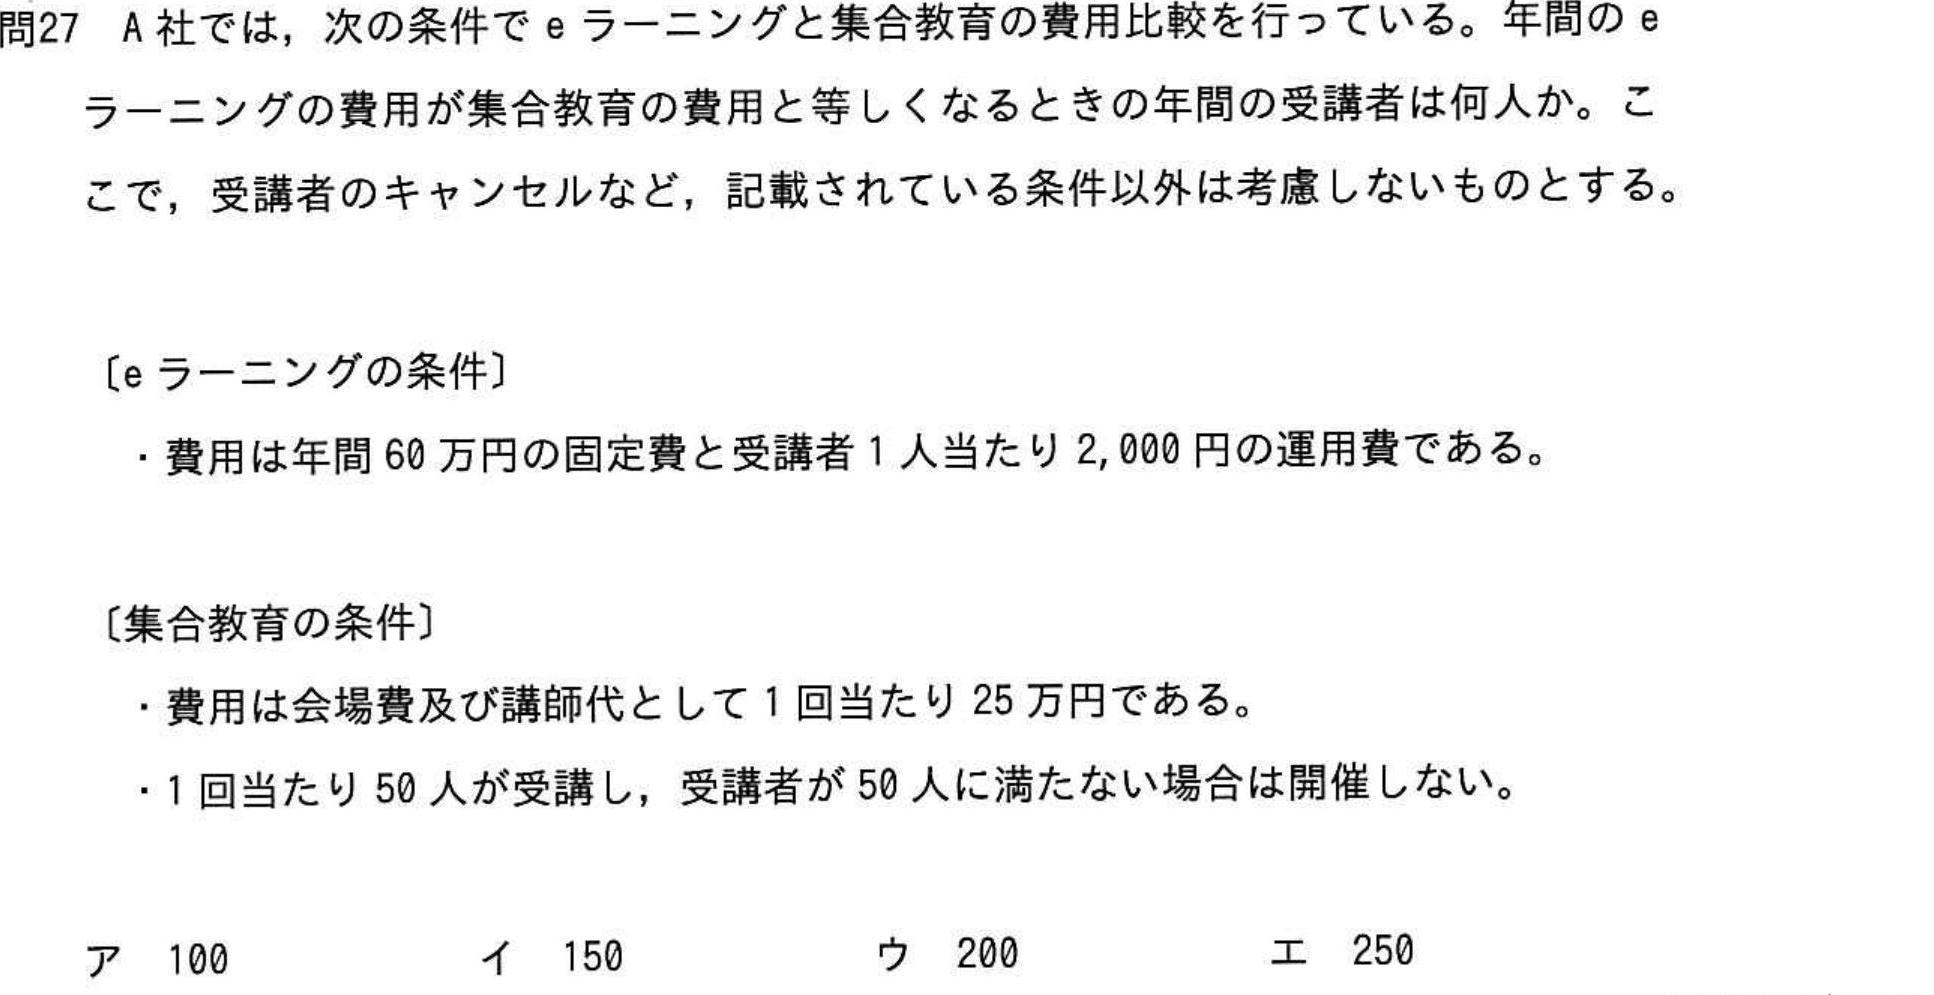 問27 A社では，次の条件でeラーニングと集合教育の費用比較を行っている。年間のe
ラーニングの費用が集合教育の費用と等しくなるときの年間の受講者は何人か。こ
こで，受講者のキャンセルなど，記載されている条件以外は考慮しないものとする。
〔eラーニングの条件〕
・費用は年間60万円の固定費と受講者1人当たり2,000円の運用費である。
〔集合教育の条件〕
・費用は会場費及び講師代として1回当たり25万円である。
・1回当たり50人が受講し，受講者が50人に満たない場合は開催しない。
ア 100 イ 150 ウ 200 エ 250